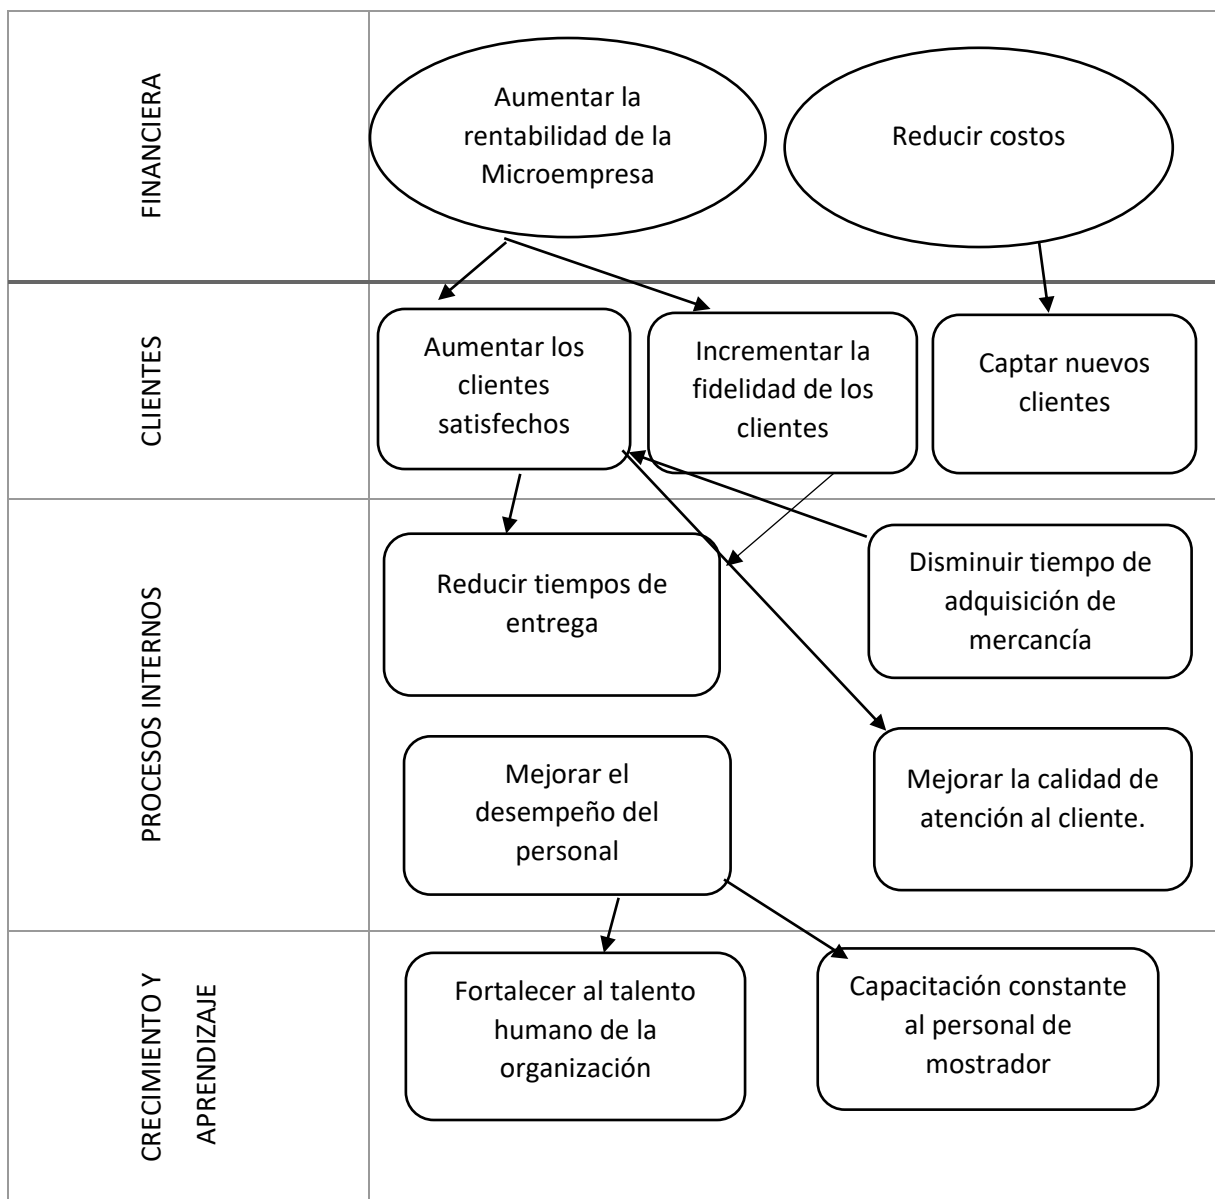 FINANCIERA
Aumentar la
rentabilidad de la
Microempresa
Reducir costos
CLIENTES
Aumentar los
clientes
satisfechos
Incrementar la
fidelidad de los
clientes
Captar nuevos
clientes
PROCESOS INTERNOS
Reducir tiempos de
entrega
Disminuir tiempo de
adquisición de
mercancía
Mejorar el
desempeño del
personal
Mejorar la calidad de
atención al cliente.
CRECIMIENTO Y
APRENDIZAJE
Fortalecer al talento
humano de la
organización
Capacitación constante
al personal de
mostrador